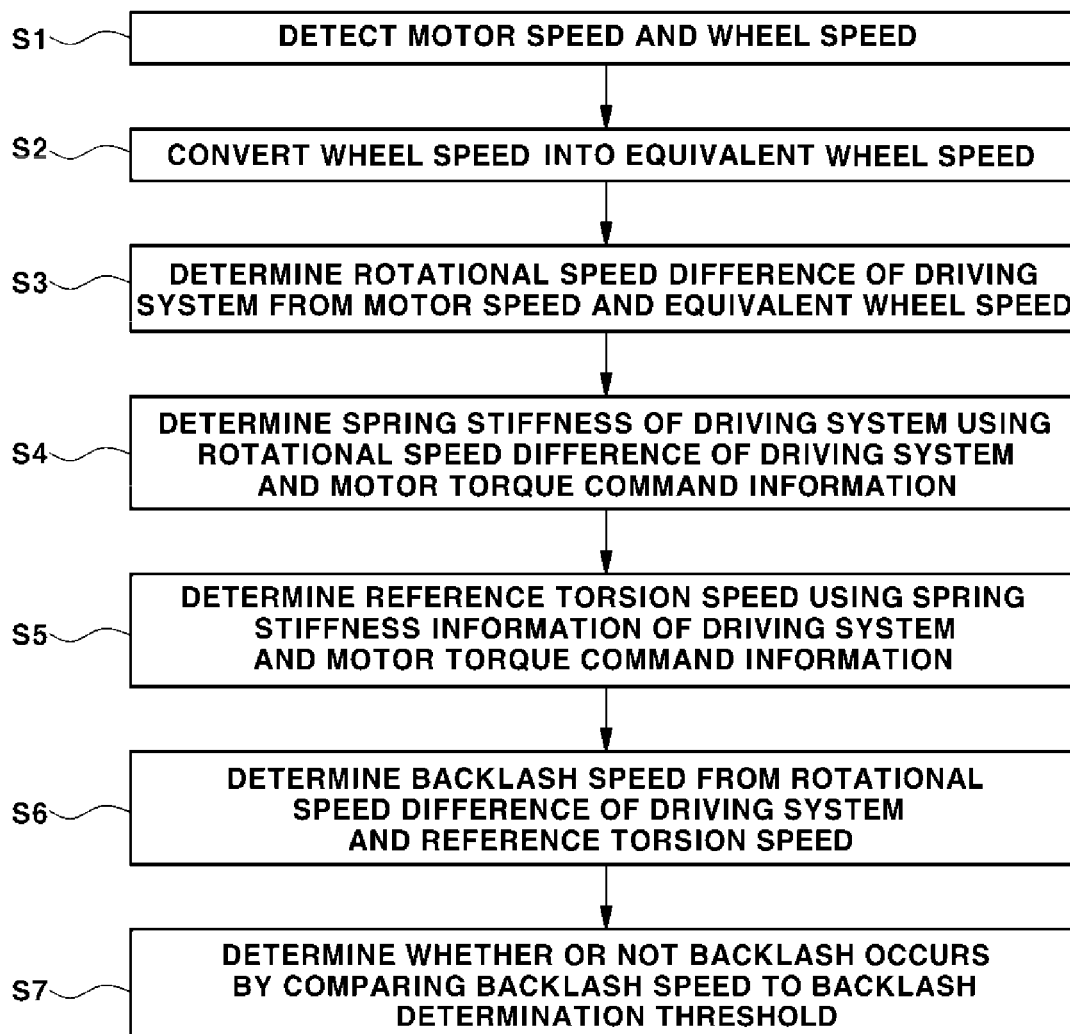 S1
DETECT MOTOR SPEED AND WHEEL SPEED
S2
CONVERT WHEEL SPEED INTO EQUIVALENT WHEEL SPEED
S3
DETERMINE ROTATIONAL SPEED DIFFERENCE OF DRIVING
SYSTEM FROM MOTOR SPEED AND EQUIVALENT WHEEL SPEED
S4
DETERMINE SPRING STIFFNESS OF DRIVING SYSTEM USING
ROTATIONAL SPEED DIFFERENCE OF DRIVING SYSTEM
AND MOTOR TORQUE COMMAND INFORMATION
S5
DETERMINE REFERENCE TORSION SPEED USING SPRING
STIFFNESS INFORMATION OF DRIVING SYSTEM
AND MOTOR TORQUE COMMAND INFORMATION
S6
DETERMINE BACKLASH SPEED FROM ROTATIONAL
SPEED DIFFERENCE OF DRIVING SYSTEM
AND REFERENCE TORSION SPEED
S7
DETERMINE WHETHER OR NOT BACKLASH OCCURS
BY COMPARING BACKLASH SPEED TO BACKLASH
DETERMINATION THRESHOLD